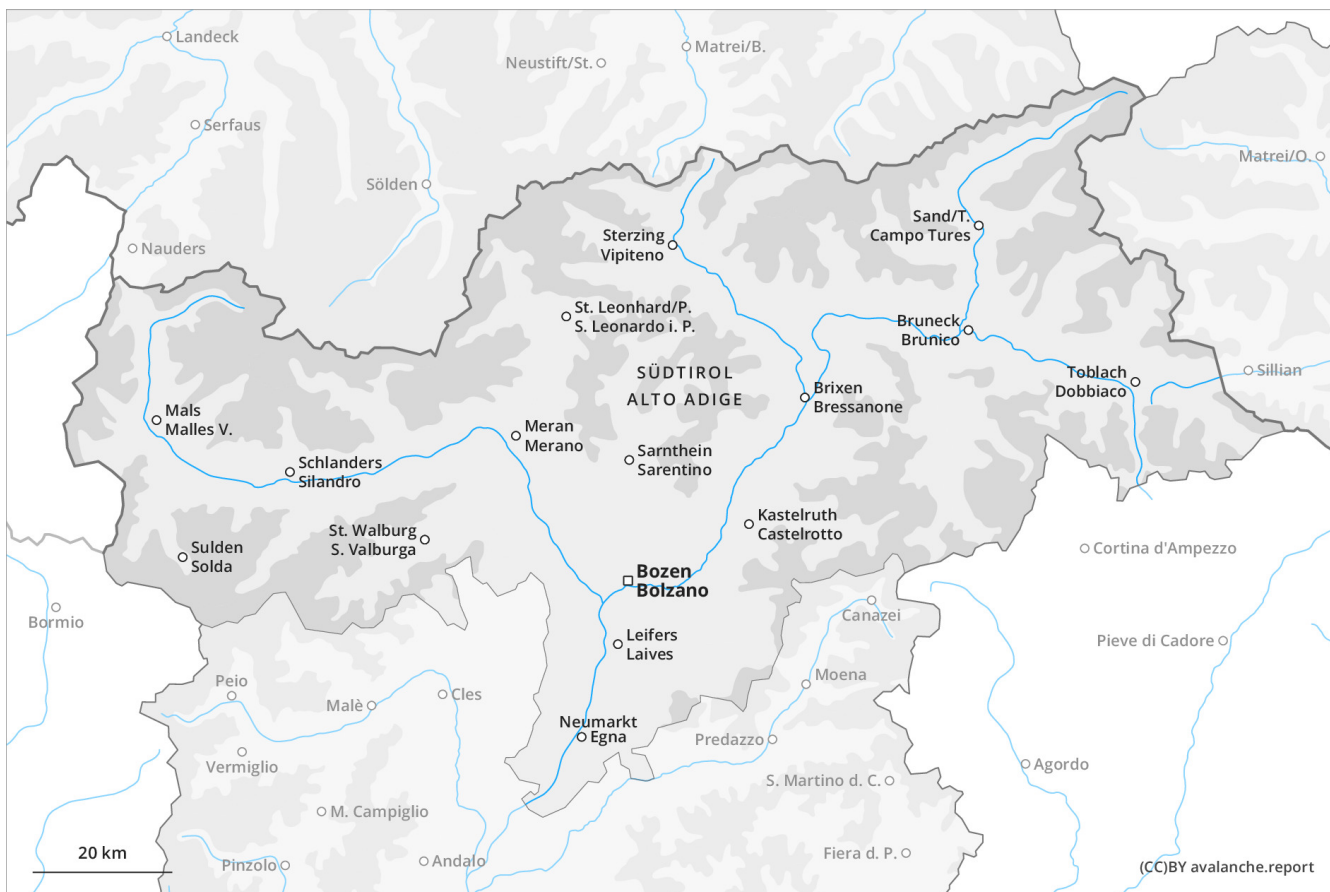 Landeck
Matrei/B.
Neustift/St.
Serfaus
Matrei/O.
Sölden
Sand/T.
Campo Tures
Sterzing
Vipiteno
Nauders
St. Leonhard/P.
S. Leonardo i. P.
Bruneck
Brunico
SÜDTIROL
ALTO ADIGE
Toblach
Dobbiaco
Sillian
Brixen
Bressanone
Mals
Malles V.
Meran
Merano
Schlanders
Silandro
Sarnthein
Sarentino
Kastelruth
Castelrotto
St. Walburg
S. Valburga
Sulden
Solda
Cortina d'Ampezzo
Bozen
Bolzano
Bormio
Canazei
Leifers
Laives
Pieve di Cadore
Peio
Malè
Cles
Moena
Neumarkt
Egna
Predazzo
Vermiglio
Agordo
S. Martino d. C.
M. Campiglio
20 km
Pinzolo
Andalo
Fiera d. P.
(CC)BY avalanche.report